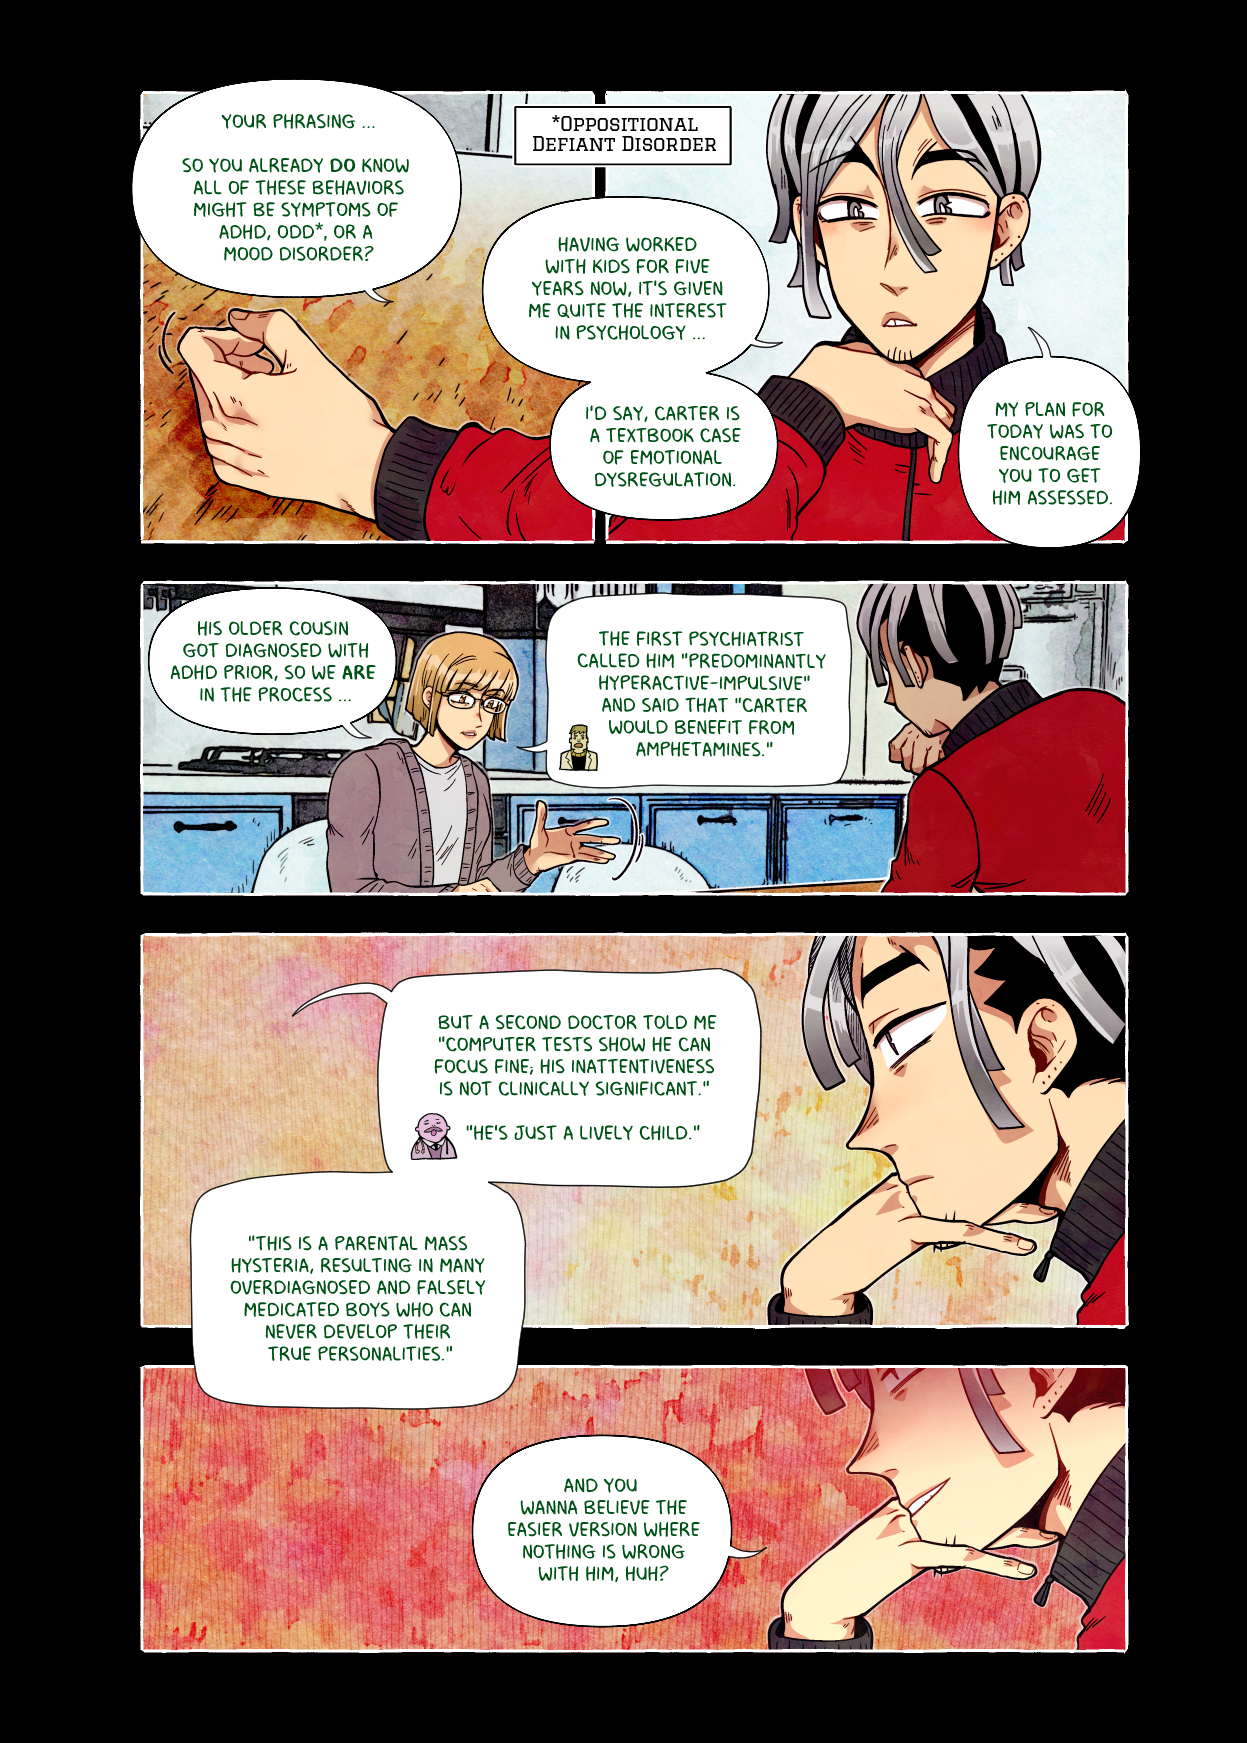 YOUR PHRASING ...
SO YOU ALREADY DO KNOW
ALL OF THESE BEHAVIORS
MIGHT BE SYMPTOMS OF
ADHD, ODD*, OR A
MOOD DISORDER?
*OPPOSITIONAL
DEFIANT DISORDER
HAVING WORKED
WITH KIDS FOR FIVE
YEARS NOW, IT'S GIVEN
ME QUITE THE INTEREST
IN PSYCHOLOGY ...
I'D SAY, CARTER IS
A TEXTBOOK CASE
OF EMOTIONAL
DYSREGULATION.
MY PLAN FOR
TODAY WAS TO
ENCOURAGE
YOU TO GET
HIM ASSESSED.
HIS OLDER COUSIN
GOT DIAGNOSED WITH
ADHD PRIOR, SO WE ARE
IN THE PROCESS ...
THE FIRST PSYCHIATRIST
CALLED HIM "PREDOMINANTLY
HYPERACTIVE-IMPULSIVE"
AND SAID THAT "CARTER
WOULD BENEFIT FROM
AMPHETAMINES."
BUT A SECOND DOCTOR TOLD ME
"COMPUTER TESTS SHOW HE CAN
FOCUS FINE; HIS INATTENTIVENESS
IS NOT CLINICALLY SIGNIFICANT."
"HE'S JUST A LIVELY CHILD."
"THIS IS A PARENTAL MASS
HYSTERIA, RESULTING IN MANY
OVERDIAGNOSED AND FALSELY
MEDICATED BOYS WHO CAN
NEVER DEVELOP THEIR
TRUE PERSONALITIES."
AND YOU
WANNA BELIEVE THE
EASIER VERSION WHERE
NOTHING IS WRONG
WITH HIM, HUH?